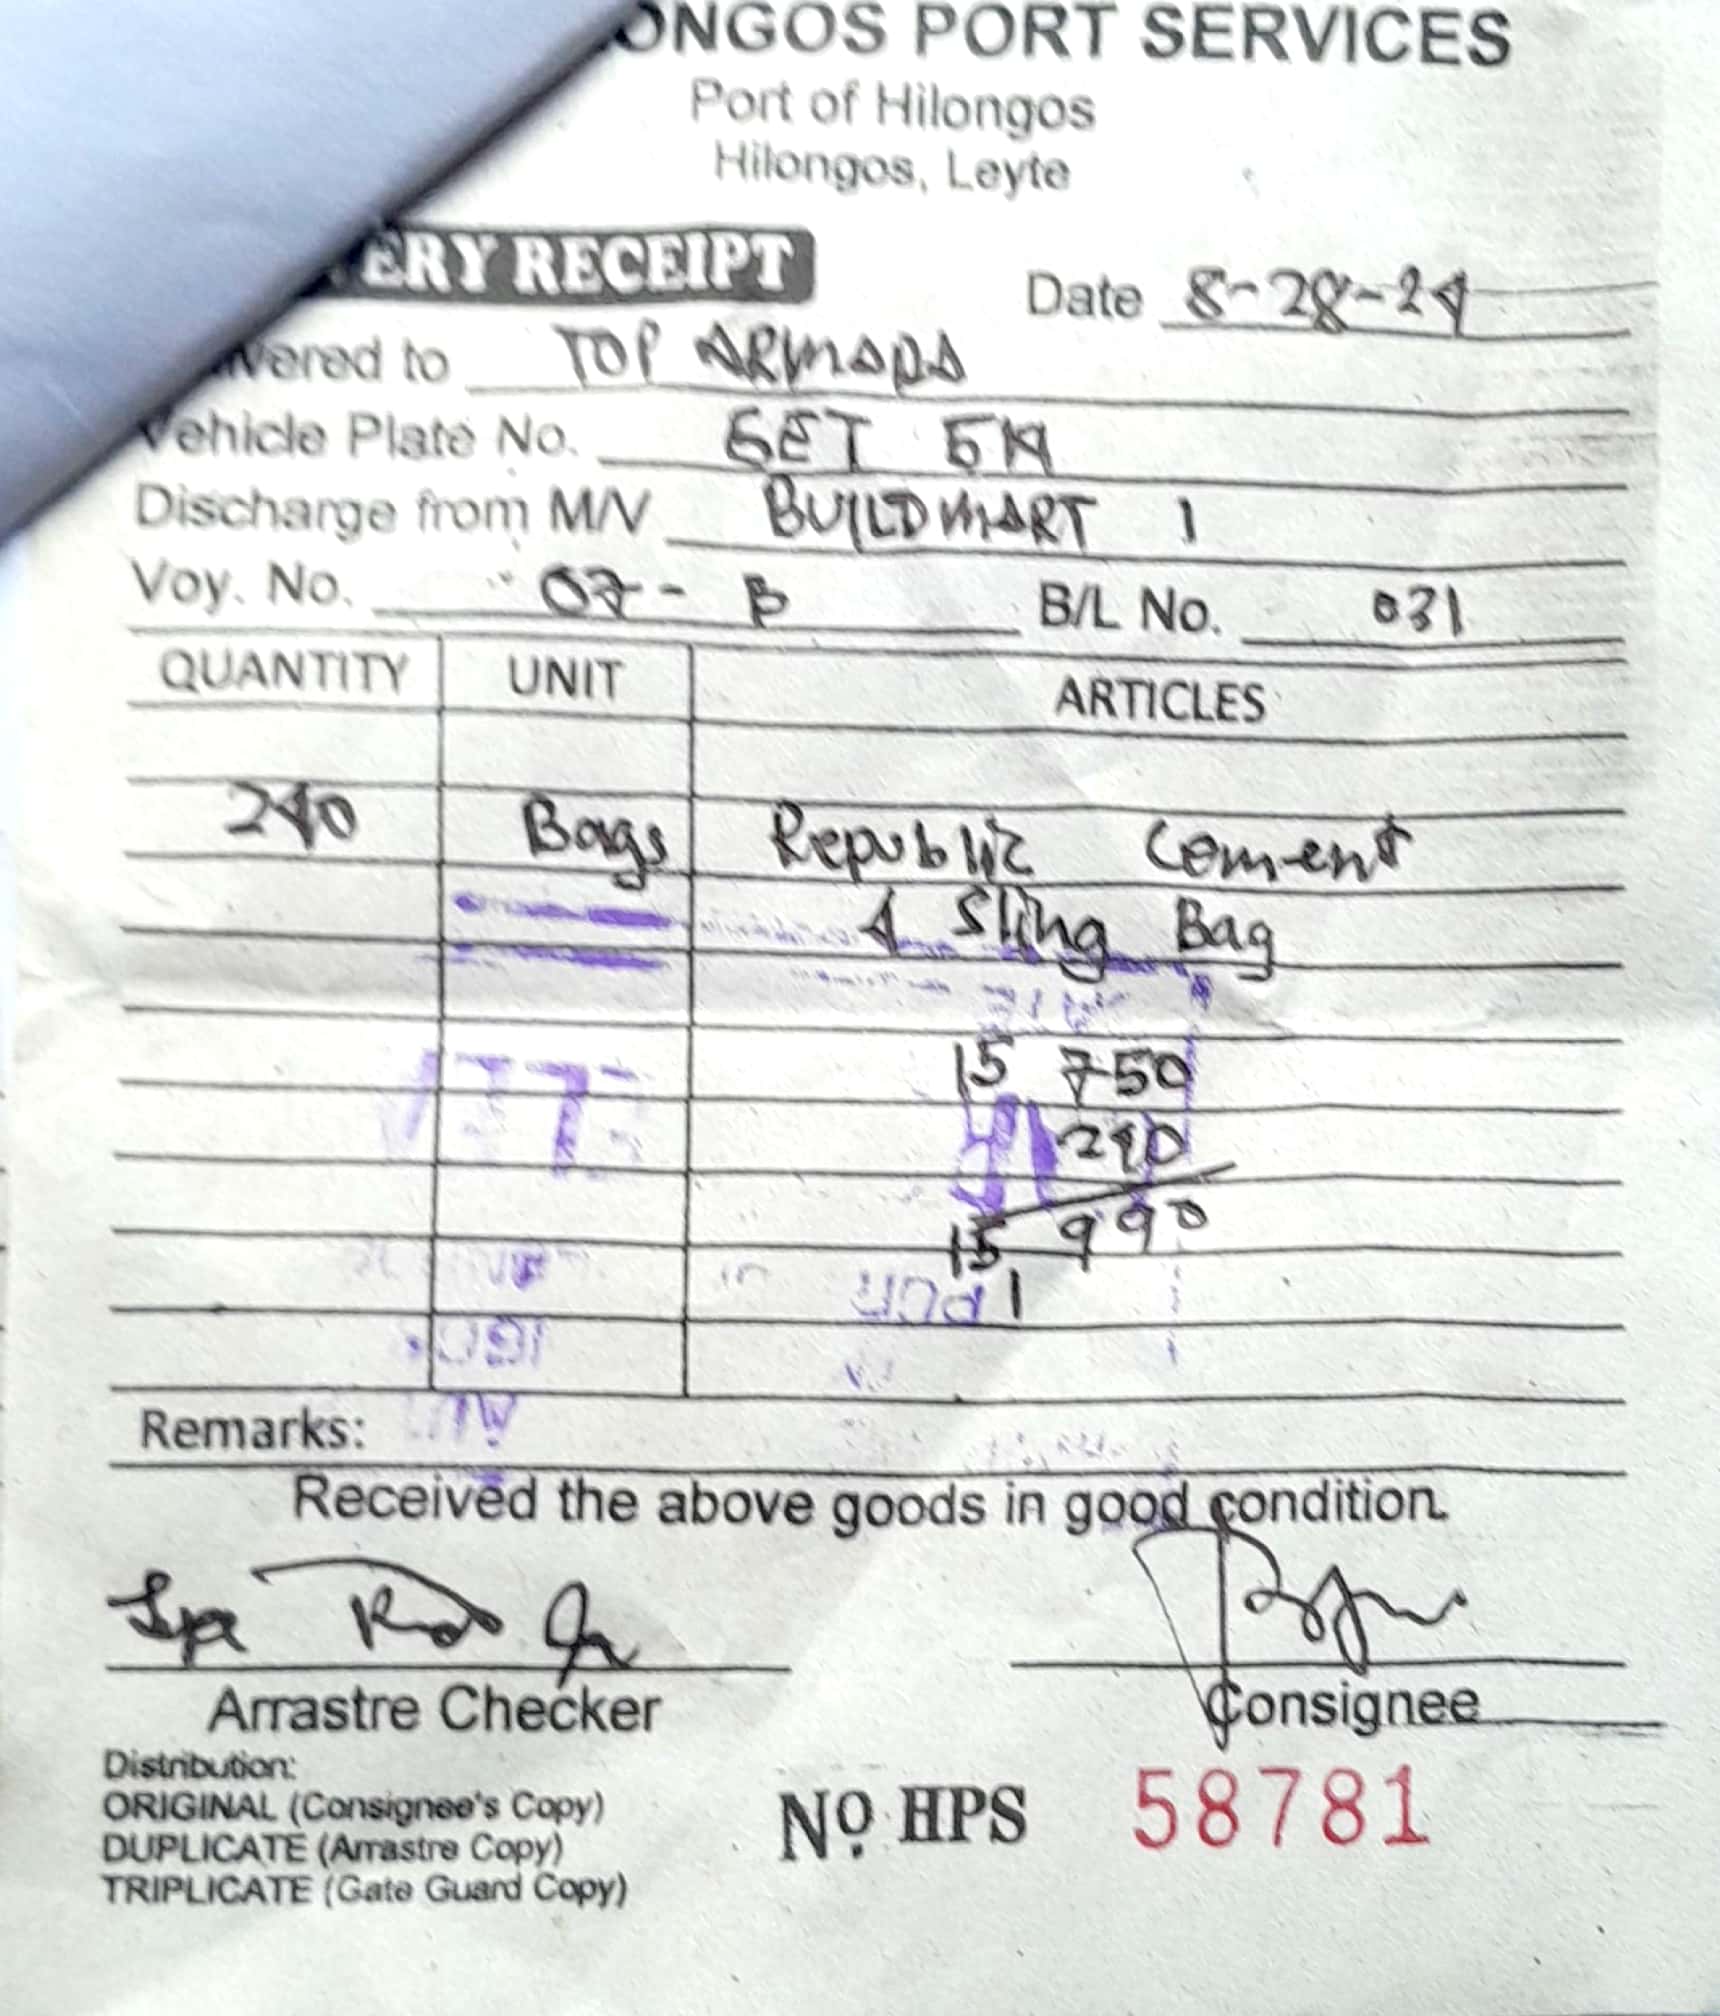 ONGOS PORT SERVICES
Port of Hilongos
Hilongos, Leyte
ERY RECEIPT
Date 8-28-24
vered to TOP ARMADA
Vehicle Plate No.
Discharge from M/V BUILDMART 1
Voy. No. 07- B B/L No. 031
QUANTITY UNIT ARTICLES
240 Bags Republic Cement
4 Sling Bag
15 750
240
15 990
1
Remarks:
Received the above goods in good condition.
Arrastre Checker Consignee
Distribution:
ORIGINAL (Consignee's Copy)
DUPLICATE (Arrastre Copy)
TRIPLICATE (Gate Guard Copy)
Nº HPS 58781